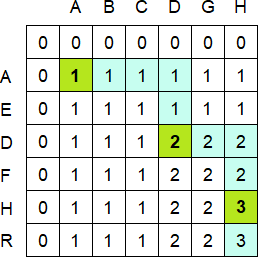 A B C D G H
0 0 0 0 0 0 0
A 0 1 1 1 1 1 1
E 0 1 1 1 1 1 1
D 0 1 1 1 2 2 2
F 0 1 1 1 2 2 2
H 0 1 1 1 2 2 3
R 0 1 1 1 2 2 3